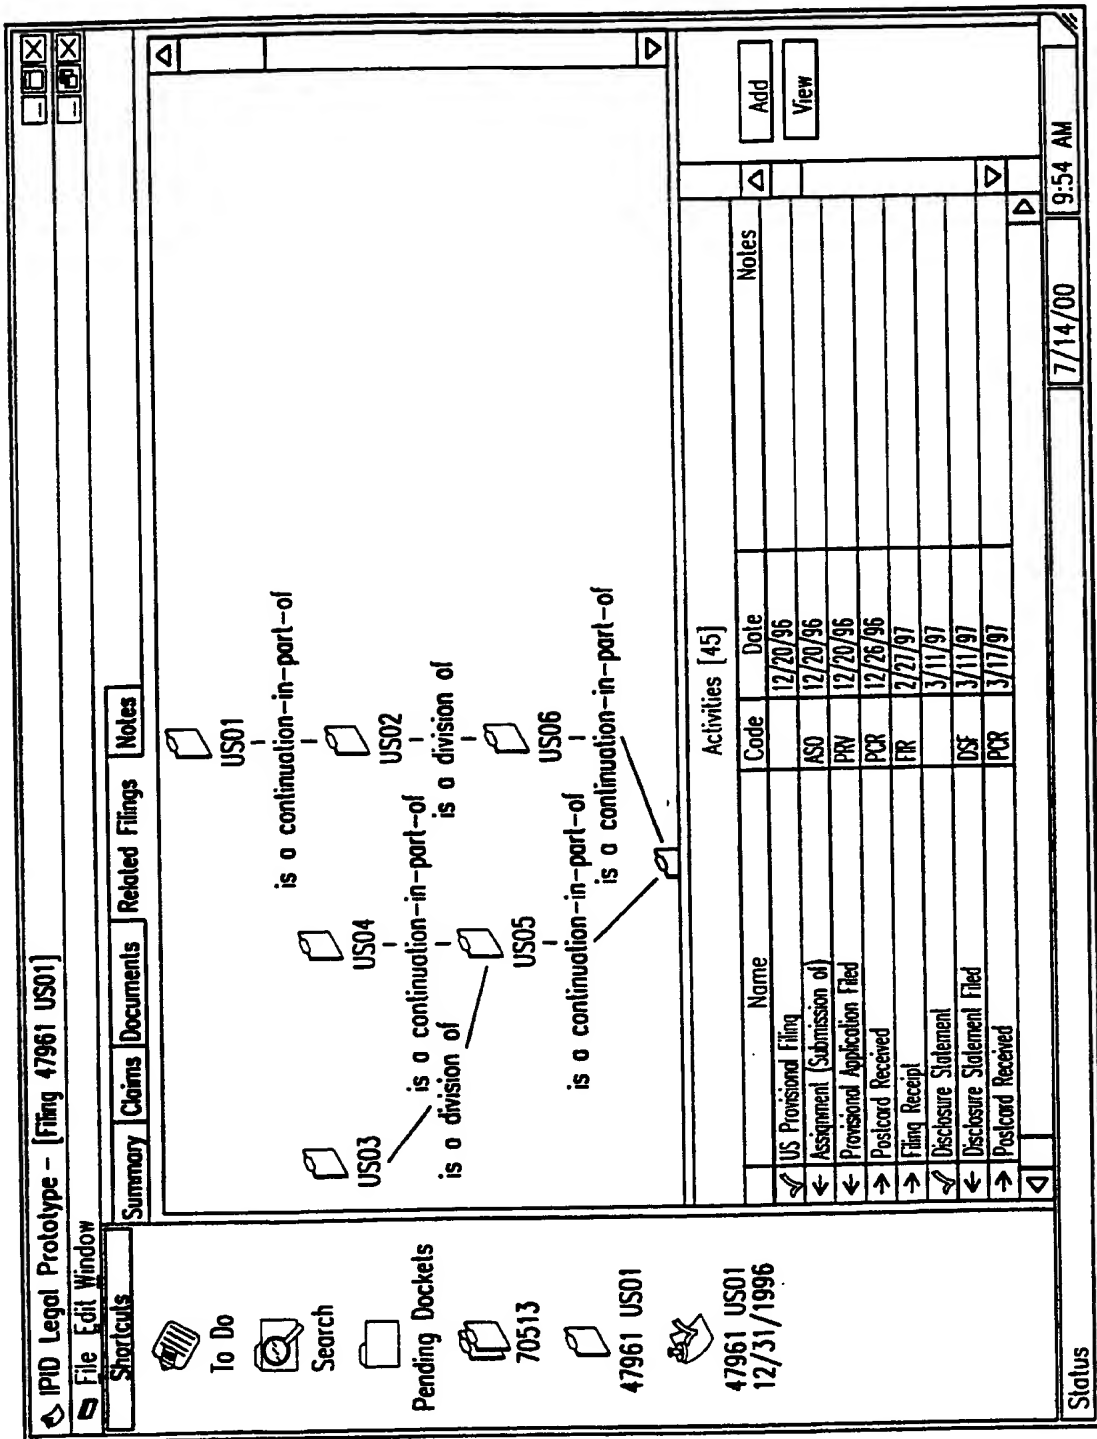 IPID Legal Prototype – [Filing 47961 US01]
File Edit Window
Shortcuts
To Do
Search
Pending Dockets
70513
47961 US01
47961 US01
12/31/1996
Summary Claims Documents Related Filings Notes
US01
is a continuation-in-part-of
US03
US04
US02
is a continuation-in-part-of
is a division of
is a division of
US05
US06
is a continuation-in-part-of
is a continuation-in-part-of
Activities [45]
Name Code Date Notes
US Provisional Filing 12/20/96
Assignment (Submission of) ASO 12/20/96
Provisional Application Filed PRV 12/20/96
Postcard Received PCR 12/26/96
Filing Receipt FIR 2/27/97
Disclosure Statement 3/11/97
Disclosure Statement Filed DSF 3/11/97
Postcard Received PCR 3/17/97
Add
View
Status 7/14/00 9:54 AM